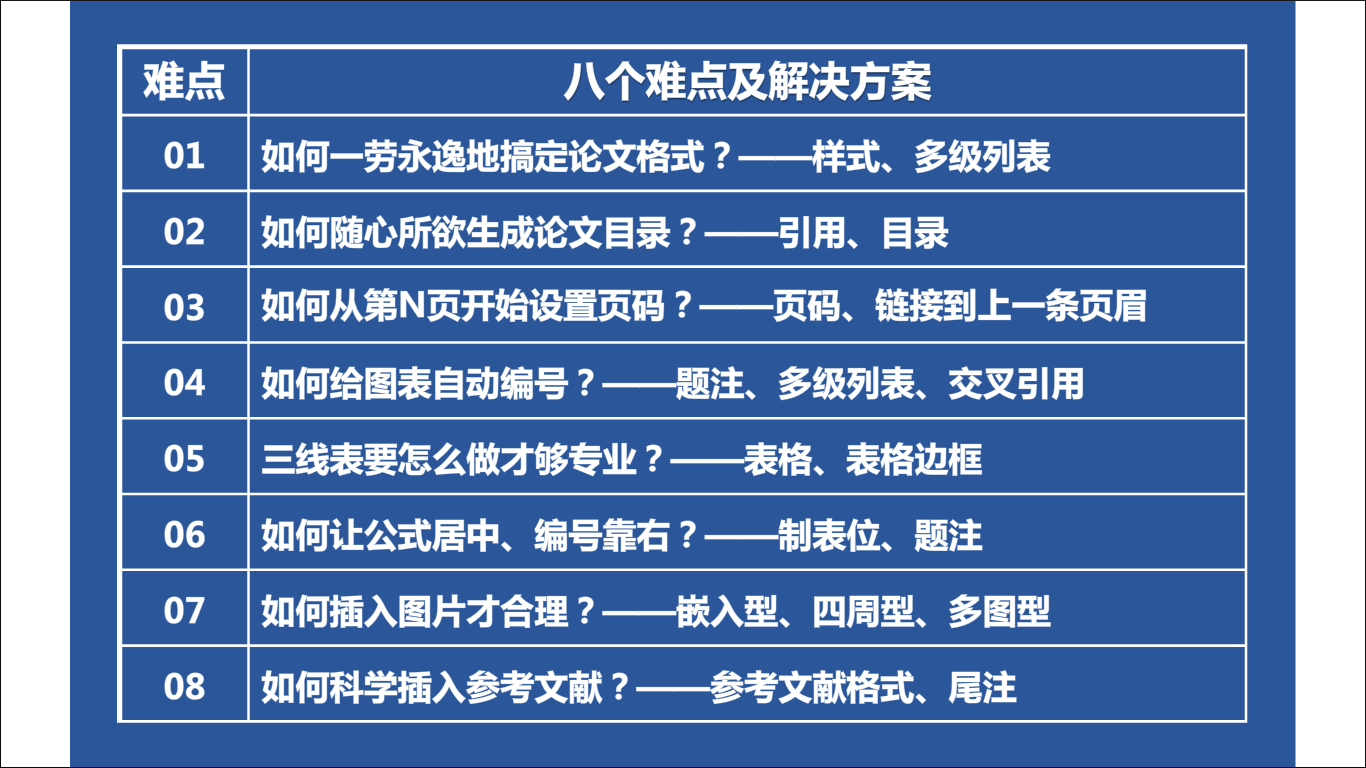 难点 八个难点及解决方案
01 如何一劳永逸地搞定论文格式？——样式、多级列表
02 如何随心所欲生成论文目录？——引用、目录
03 如何从第N页开始设置页码？——页码、链接到上一条页眉
04 如何给图表自动编号？——题注、多级列表、交叉引用
05 三线表要怎么做才够专业？——表格、表格边框
06 如何让公式居中、编号靠右？——制表位、题注
07 如何插入图片才合理？——嵌入型、四周型、多图型
08 如何科学插入参考文献？——参考文献格式、尾注